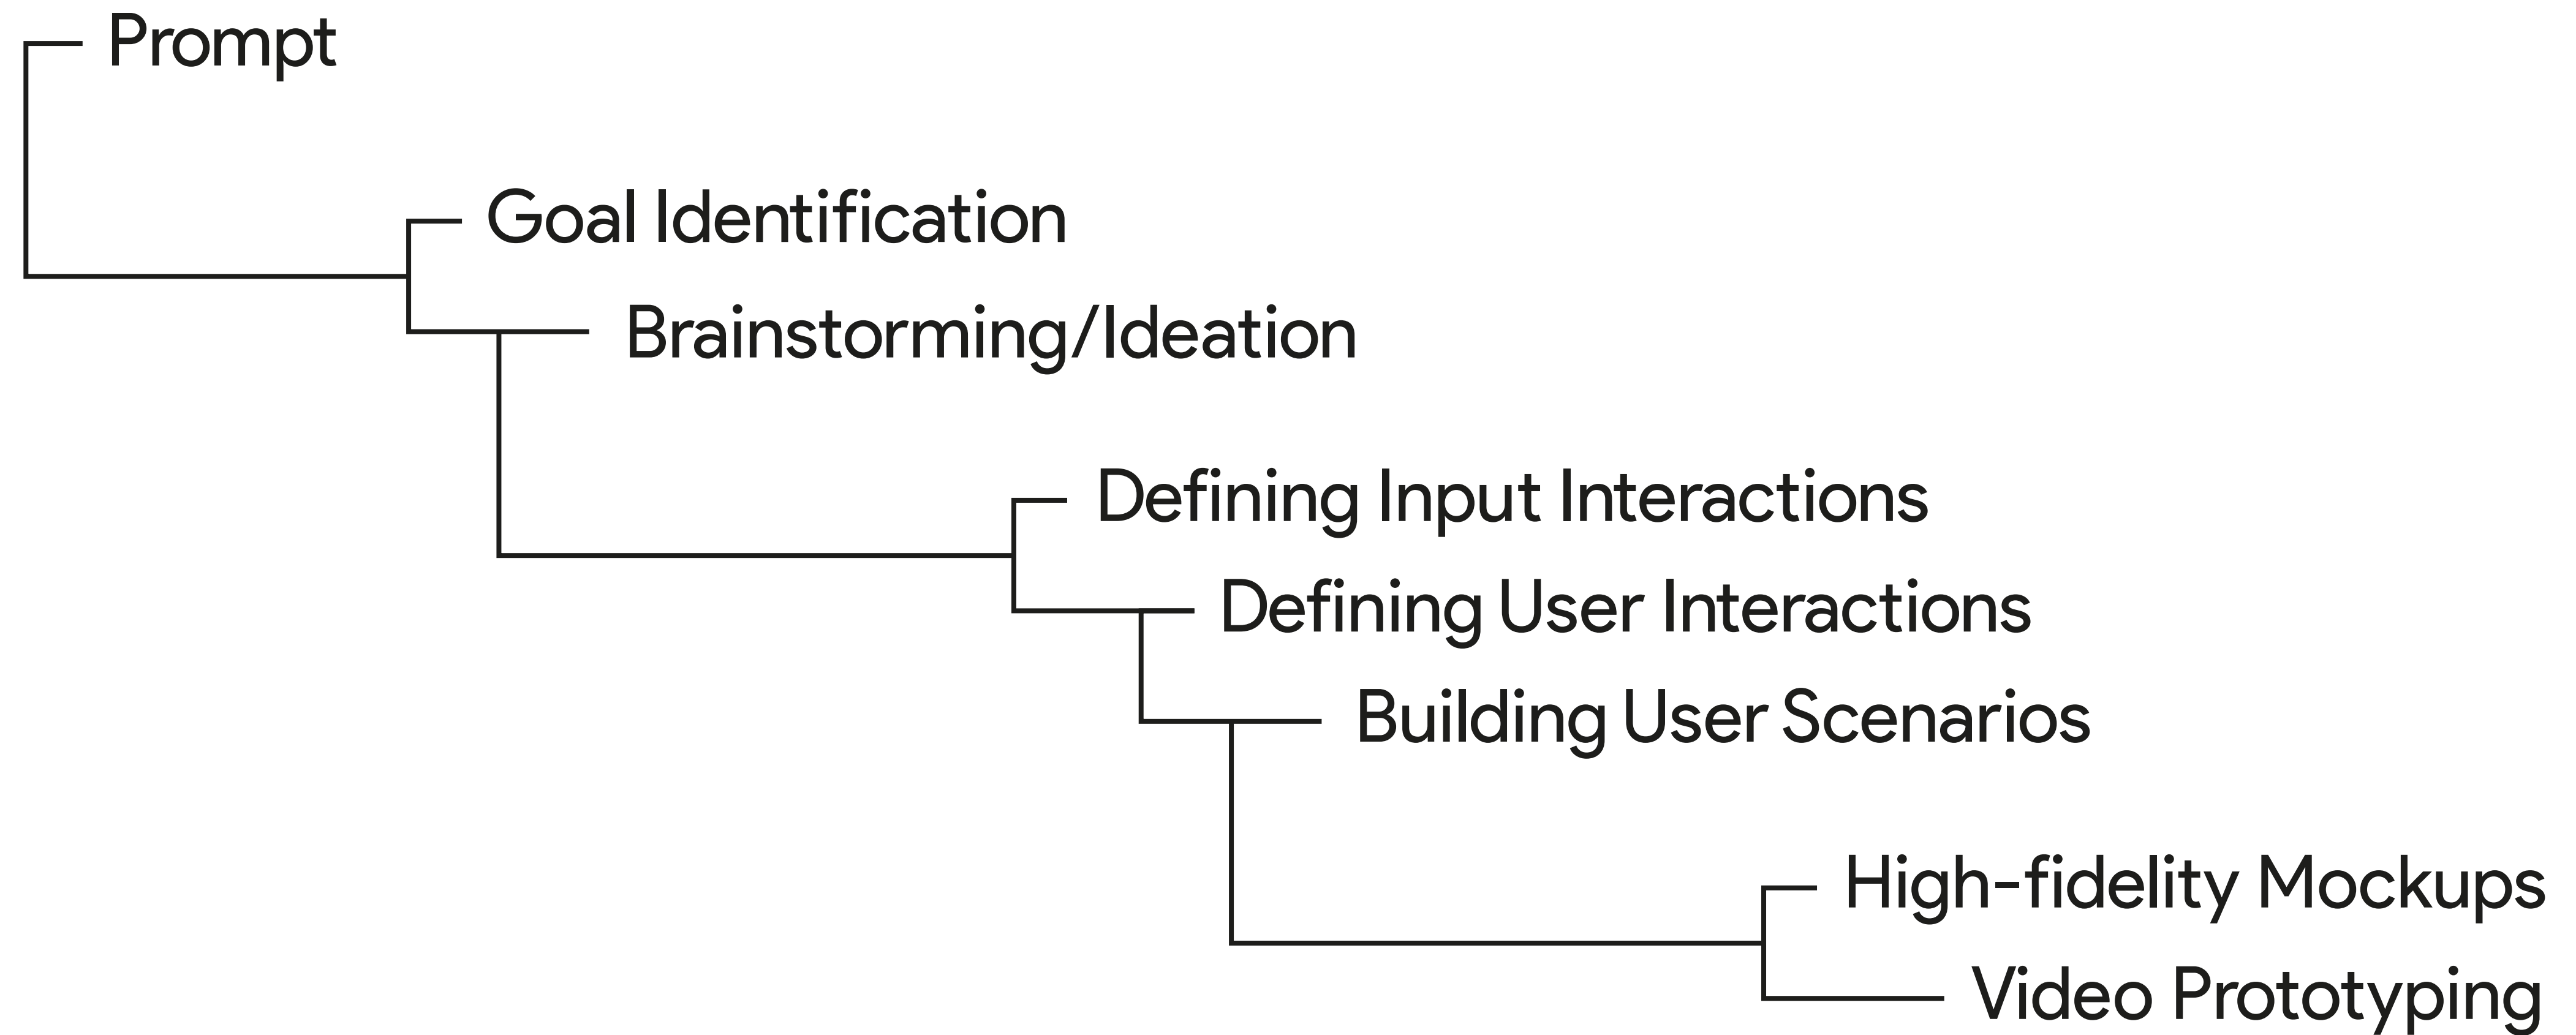 Prompt
Goal Identification
Brainstorming/Ideation
Defining Input Interactions
Defining User Interactions
Building User Scenarios
High-fidelity Mockups
Video Prototyping